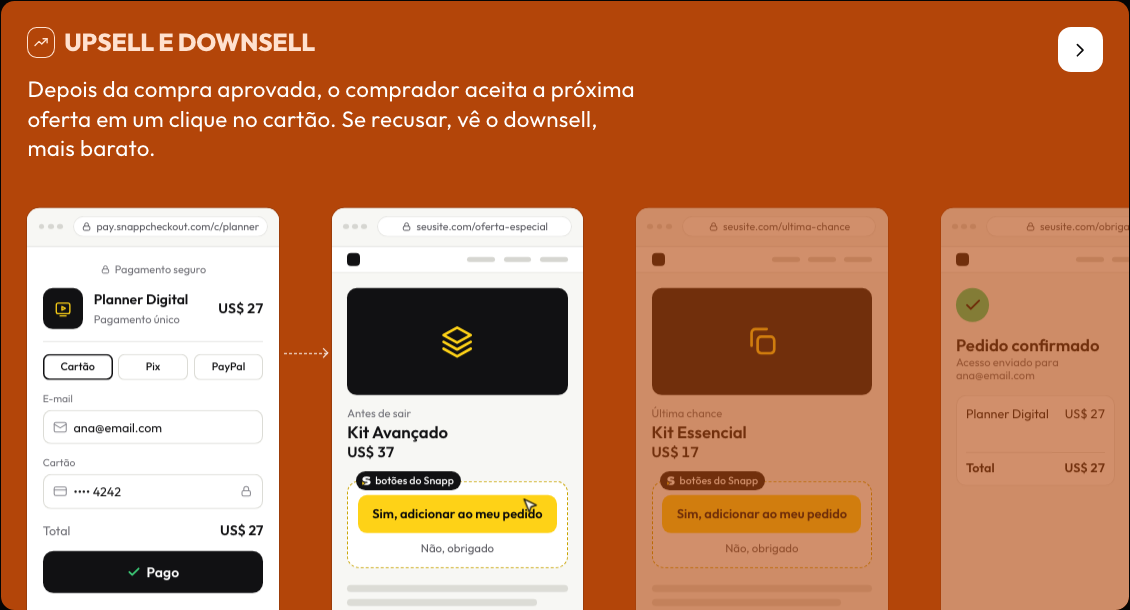 UPSELL E DOWNSELL
Depois da compra aprovada, o comprador aceita a próxima
oferta em um clique no cartão. Se recusar, vê o downsell,
mais barato.
pay.snappcheckout.com/c/planner
Pagamento seguro
Planner Digital
Pagamento único
US$ 27
Cartão
Pix
PayPal
E-mail
ana@email.com
Cartão
•••• 4242
Total
US$ 27
Pago
seusite.com/oferta-especial
Antes de sair
Kit Avançado
US$ 37
S botões do Snapp
Sim, adicionar ao meu pedido
Não, obrigado
seusite.com/ultima-chance
Última chance
Kit Essencial
US$ 17
S botões do Snapp
Sim, adicionar ao meu pedido
Não, obrigado
seusite.com/obriga
Pedido confirmado
Acesso enviado para
ana@email.com
Planner Digital US$ 27
Total US$ 27